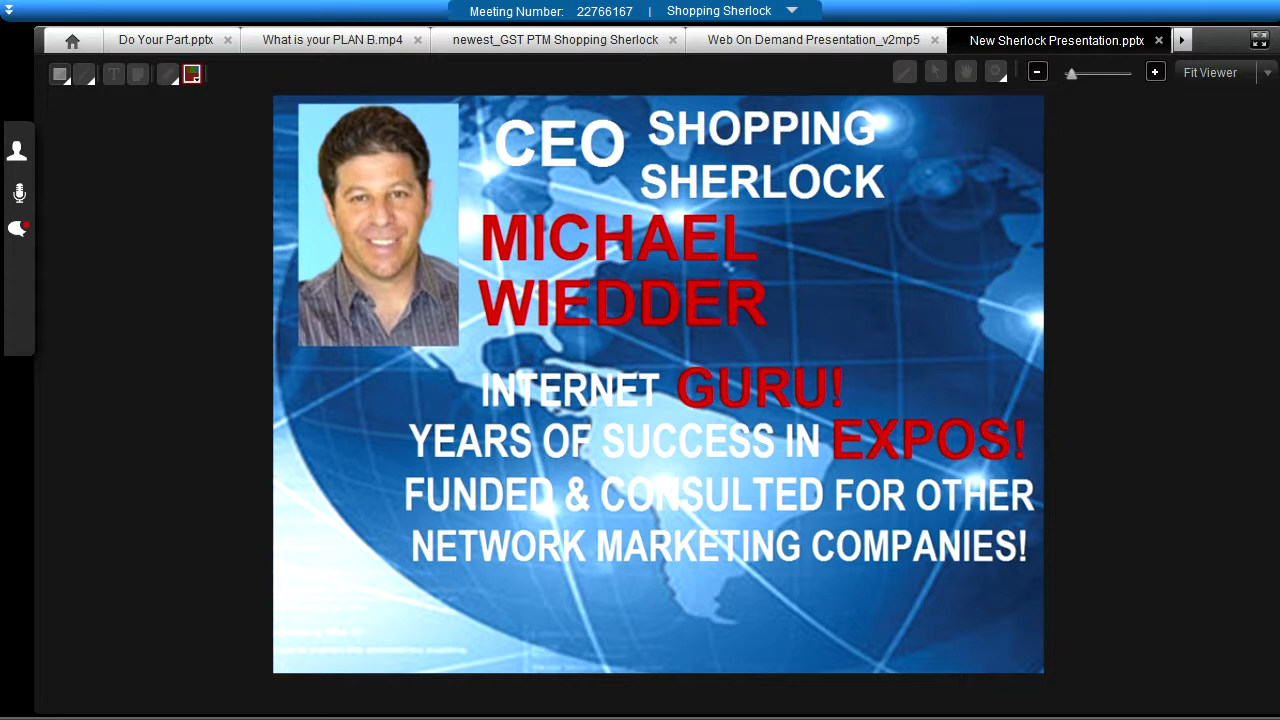 Meeting Number: 22766167 | Shopping Sherlock
Do Your Part.pptx
What is your PLAN B.mp4
newest_GST PTM Shopping Sherlock
Web On Demand Presentation_v2mp5
New Sherlock Presentation.pptx
T
Fit Viewer
CEO SHOPPING
SHERLOCK
MICHAEL
WIEDDER
INTERNET GURU!
YEARS OF SUCCESS IN EXPOS!
FUNDED & CONSULTED FOR OTHER
NETWORK MARKETING COMPANIES!